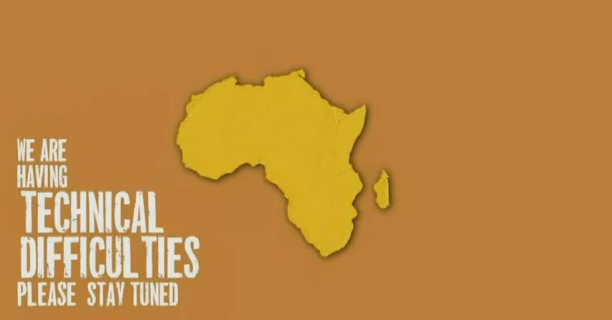 WE ARE
HAVING
TECHNICAL
DIFFICULTIES
PLEASE STAY TUNED